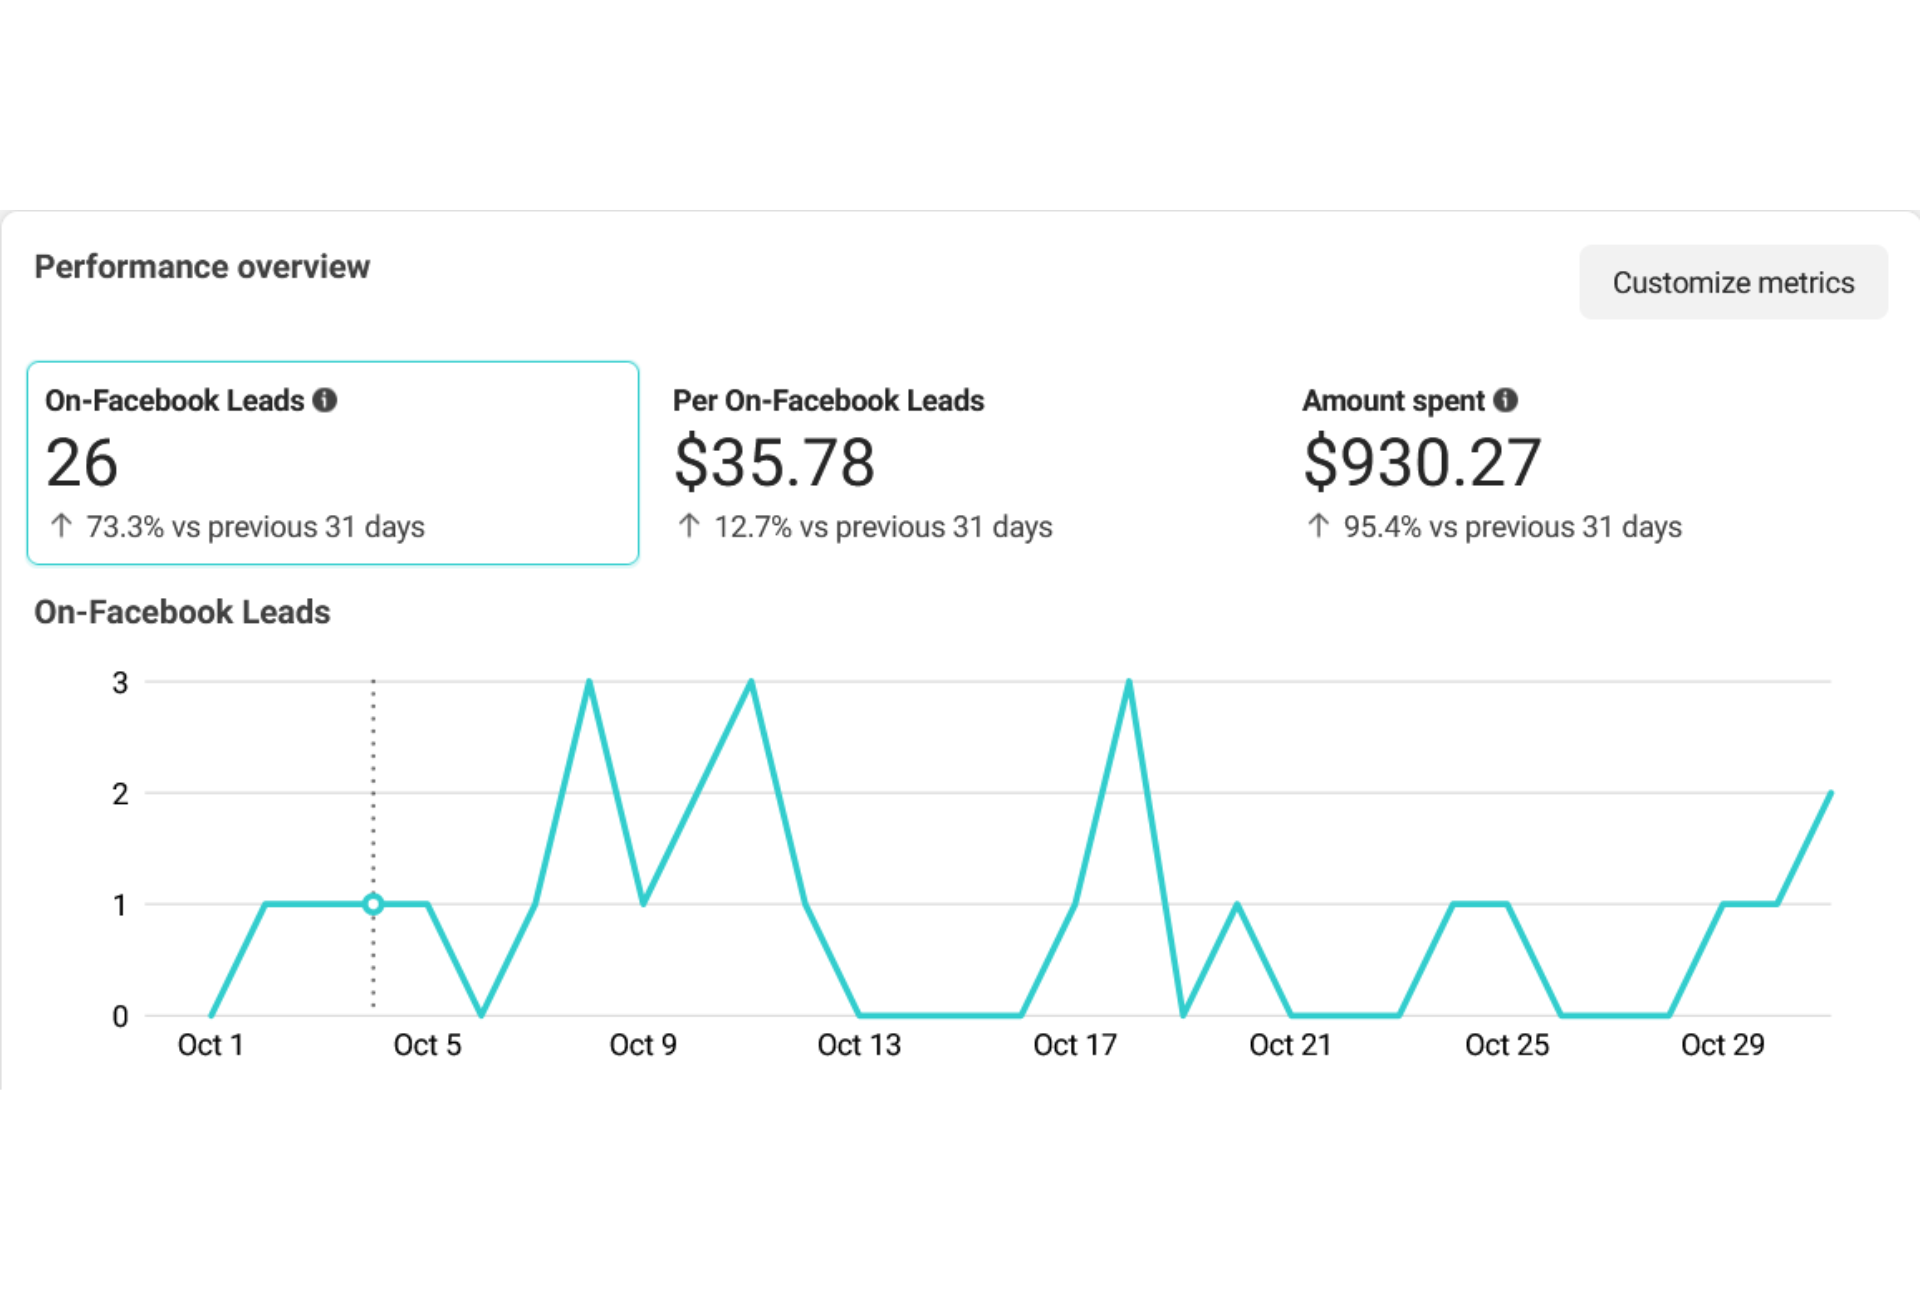 Performance overview
Customize metrics
On-Facebook Leads
26
↑ 73.3% vs previous 31 days
Per On-Facebook Leads
$35.78
↑ 12.7% vs previous 31 days
Amount spent
$930.27
↑ 95.4% vs previous 31 days
On-Facebook Leads
3
2
1
0
Oct 1 Oct 5 Oct 9 Oct 13 Oct 17 Oct 21 Oct 25 Oct 29